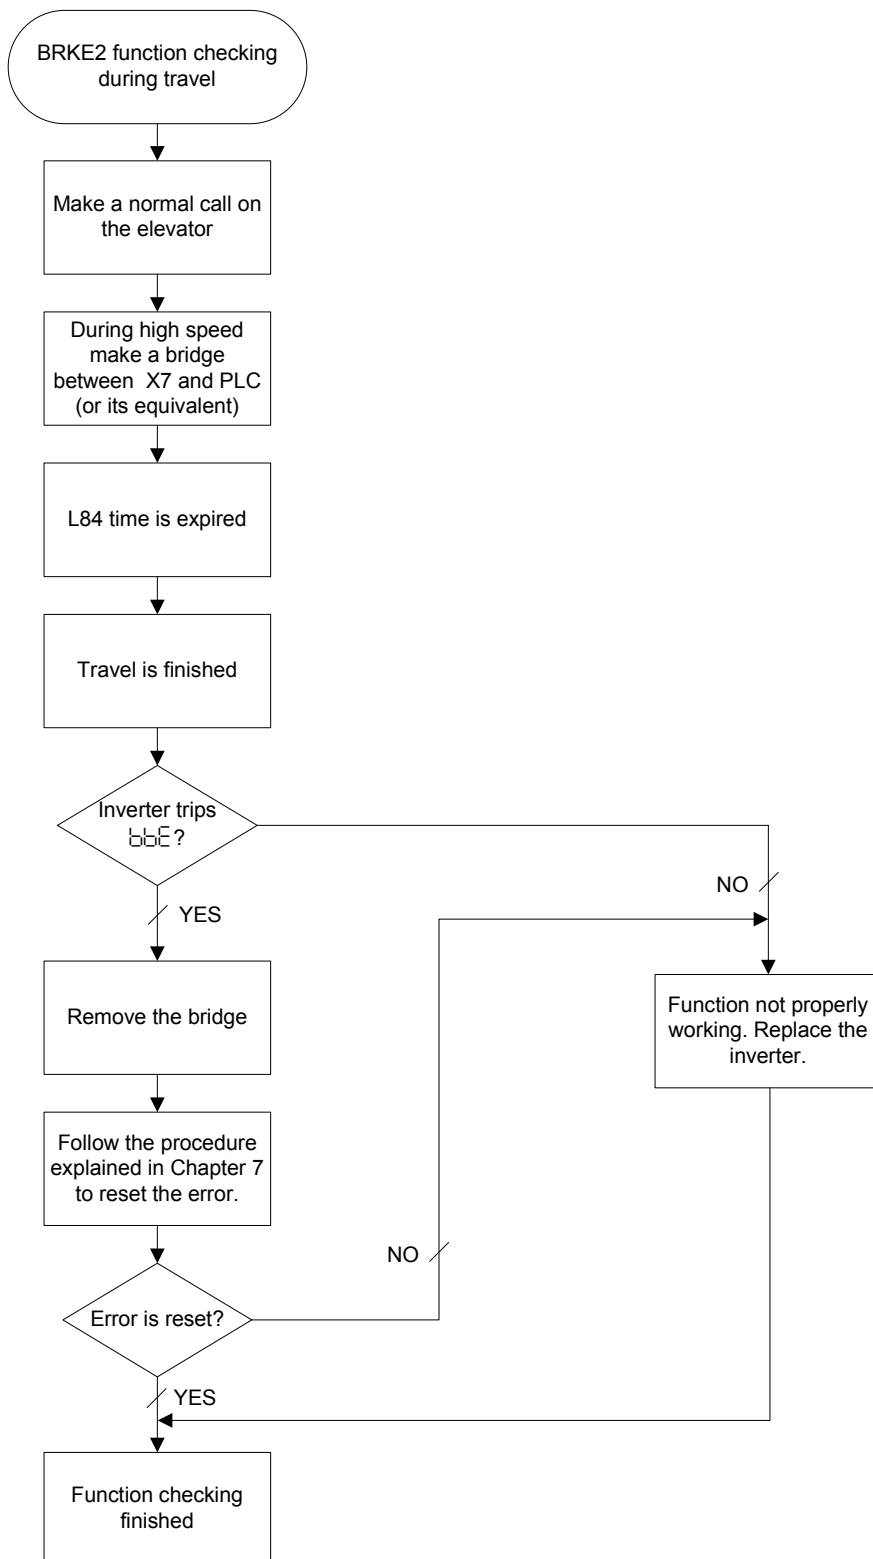 BRKE2 function checking
during travel
Make a normal call on
the elevator
During high speed
make a bridge
between X7 and PLC
(or its equivalent)
L84 time is expired
Travel is finished
Inverter trips
bbE?
NO
YES
Remove the bridge
Function not properly
working. Replace the
inverter.
Follow the procedure
explained in Chapter 7
to reset the error.
NO
Error is reset?
YES
Function checking
finished